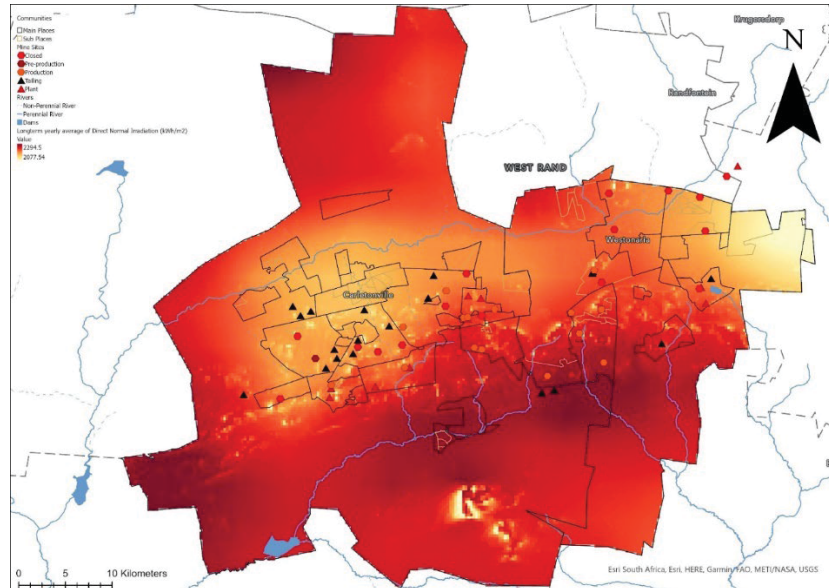 Communities
Main Places
Sub Places
Mine Sites
Closed
Pre-production
Production
Tailing
Plant
Rivers
Non-Perennial River
Perennial River
Dams
Longterm yearly average of Direct Normal Irradiation (kWh/m2)
Value
2294.5
2077.54
Krugersdorp
N
Randfontein
WEST RAND
Westonaria
Carletonville
0 5 10 Kilometers
Esri South Africa, Esri, HERE, Garmin, FAO, METI/NASA, USGS